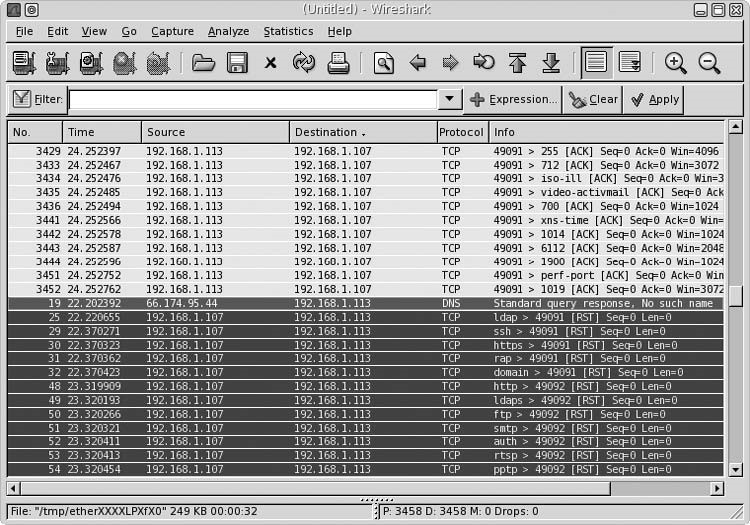 (Untitled) - Wireshark
File Edit View Go Capture Analyze Statistics Help
Filter: Expression... Clear Apply
No. Time Source Destination Protocol Info
3429 24.252397 192.168.1.113 192.168.1.107 TCP 49091 > 255 [ACK] Seq=0 Ack=0 Win=4096
3433 24.252467 192.168.1.113 192.168.1.107 TCP 49091 > 712 [ACK] Seq=0 Ack=0 Win=3072
3434 24.252476 192.168.1.113 192.168.1.107 TCP 49091 > iso-ill [ACK] Seq=0 Ack=0 Win=3
3435 24.252485 192.168.1.113 192.168.1.107 TCP 49091 > video-activmail [ACK] Seq=0 Ack
3436 24.252494 192.168.1.113 192.168.1.107 TCP 49091 > 700 [ACK] Seq=0 Ack=0 Win=1024
3441 24.252566 192.168.1.113 192.168.1.107 TCP 49091 > xns-time [ACK] Seq=0 Ack=0 Win=
3442 24.252578 192.168.1.113 192.168.1.107 TCP 49091 > 1014 [ACK] Seq=0 Ack=0 Win=1024
3443 24.252587 192.168.1.113 192.168.1.107 TCP 49091 > 6112 [ACK] Seq=0 Ack=0 Win=2048
3444 24.252596 192.168.1.113 192.168.1.107 TCP 49091 > 1900 [ACK] Seq=0 Ack=0 Win=1024
3451 24.252752 192.168.1.113 192.168.1.107 TCP 49091 > perf-port [ACK] Seq=0 Ack=0 Win
3452 24.252762 192.168.1.113 192.168.1.107 TCP 49091 > 1019 [ACK] Seq=0 Ack=0 Win=3072
19 22.202392 66.174.95.44 192.168.1.113 DNS Standard query response, No such name
25 22.220655 192.168.1.107 192.168.1.113 TCP ldap > 49091 [RST] Seq=0 Len=0
29 22.370271 192.168.1.107 192.168.1.113 TCP ssh > 49091 [RST] Seq=0 Len=0
30 22.370323 192.168.1.107 192.168.1.113 TCP https > 49091 [RST] Seq=0 Len=0
31 22.370362 192.168.1.107 192.168.1.113 TCP rap > 49091 [RST] Seq=0 Len=0
32 22.370423 192.168.1.107 192.168.1.113 TCP domain > 49091 [RST] Seq=0 Len=0
48 23.319909 192.168.1.107 192.168.1.113 TCP http > 49092 [RST] Seq=0 Len=0
49 23.320193 192.168.1.107 192.168.1.113 TCP ldaps > 49092 [RST] Seq=0 Len=0
50 23.320266 192.168.1.107 192.168.1.113 TCP ftp > 49092 [RST] Seq=0 Len=0
51 23.320321 192.168.1.107 192.168.1.113 TCP smtp > 49092 [RST] Seq=0 Len=0
52 23.320411 192.168.1.107 192.168.1.113 TCP auth > 49092 [RST] Seq=0 Len=0
53 23.320413 192.168.1.107 192.168.1.113 TCP rtsp > 49092 [RST] Seq=0 Len=0
54 23.320454 192.168.1.107 192.168.1.113 TCP pptp > 49092 [RST] Seq=0 Len=0
File: "/tmp/etherXXXXLPXfX0" 249 KB 00:00:32 P: 3458 D: 3458 M: 0 Drops: 0